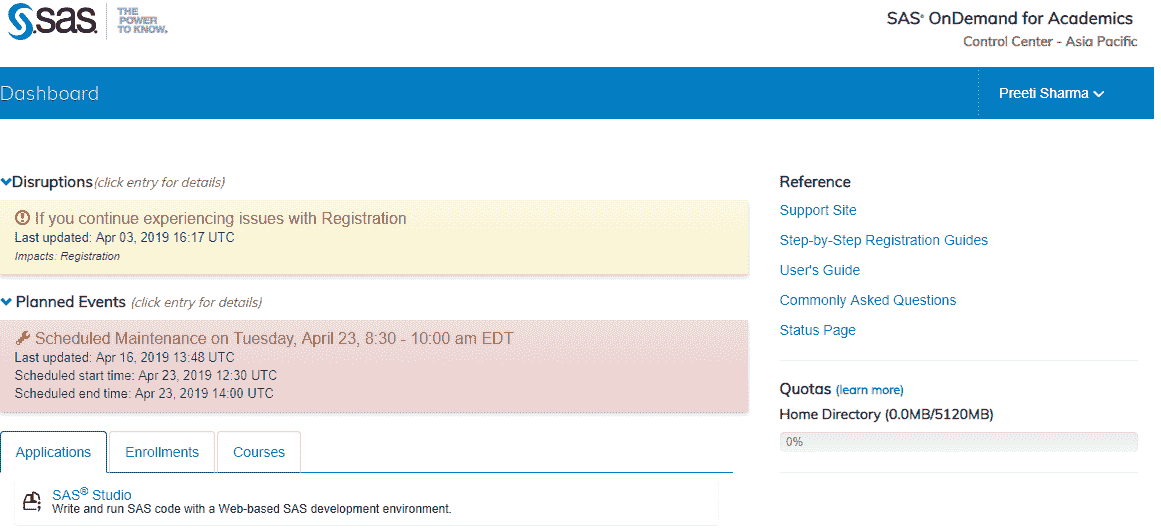 sas.
THE
POWER
TO KNOW.
SAS® OnDemand for Academics
Control Center - Asia Pacific
Dashboard
Preeti Sharma
Disruptions (click entry for details)
If you continue experiencing issues with Registration
Last updated: Apr 03, 2019 16:17 UTC
Impacts: Registration
Planned Events (click entry for details)
Scheduled Maintenance on Tuesday, April 23, 8:30 - 10:00 am EDT
Last updated: Apr 16, 2019 13:48 UTC
Scheduled start time: Apr 23, 2019 12:30 UTC
Scheduled end time: Apr 23, 2019 14:00 UTC
Applications
Enrollments
Courses
SAS® Studio
Write and run SAS code with a Web-based SAS development environment.
Reference
Support Site
Step-by-Step Registration Guides
User's Guide
Commonly Asked Questions
Status Page
Quotas (learn more)
Home Directory (0.0MB/5120MB)
0%